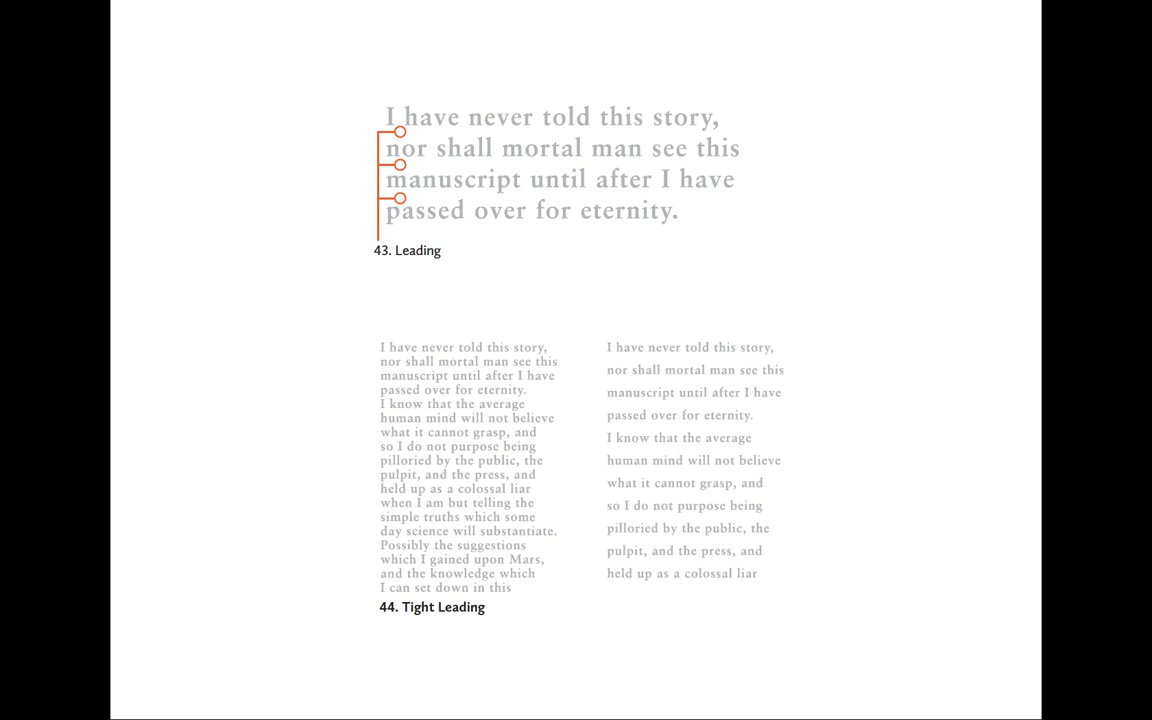 I have never told this story,
nor shall mortal man see this
manuscript until after I have
passed over for eternity.
43. Leading
I have never told this story,
nor shall mortal man see this
manuscript until after I have
passed over for eternity.
I know that the average
human mind will not believe
what it cannot grasp, and
so I do not purpose being
pilloried by the public, the
pulpit, and the press, and
held up as a colossal liar
when I am but telling the
simple truths which some
day science will substantiate.
Possibly the suggestions
which I gained upon Mars,
and the knowledge which
I can set down in this
44. Tight Leading
I have never told this story,
nor shall mortal man see this
manuscript until after I have
passed over for eternity.
I know that the average
human mind will not believe
what it cannot grasp, and
so I do not purpose being
pilloried by the public, the
pulpit, and the press, and
held up as a colossal liar